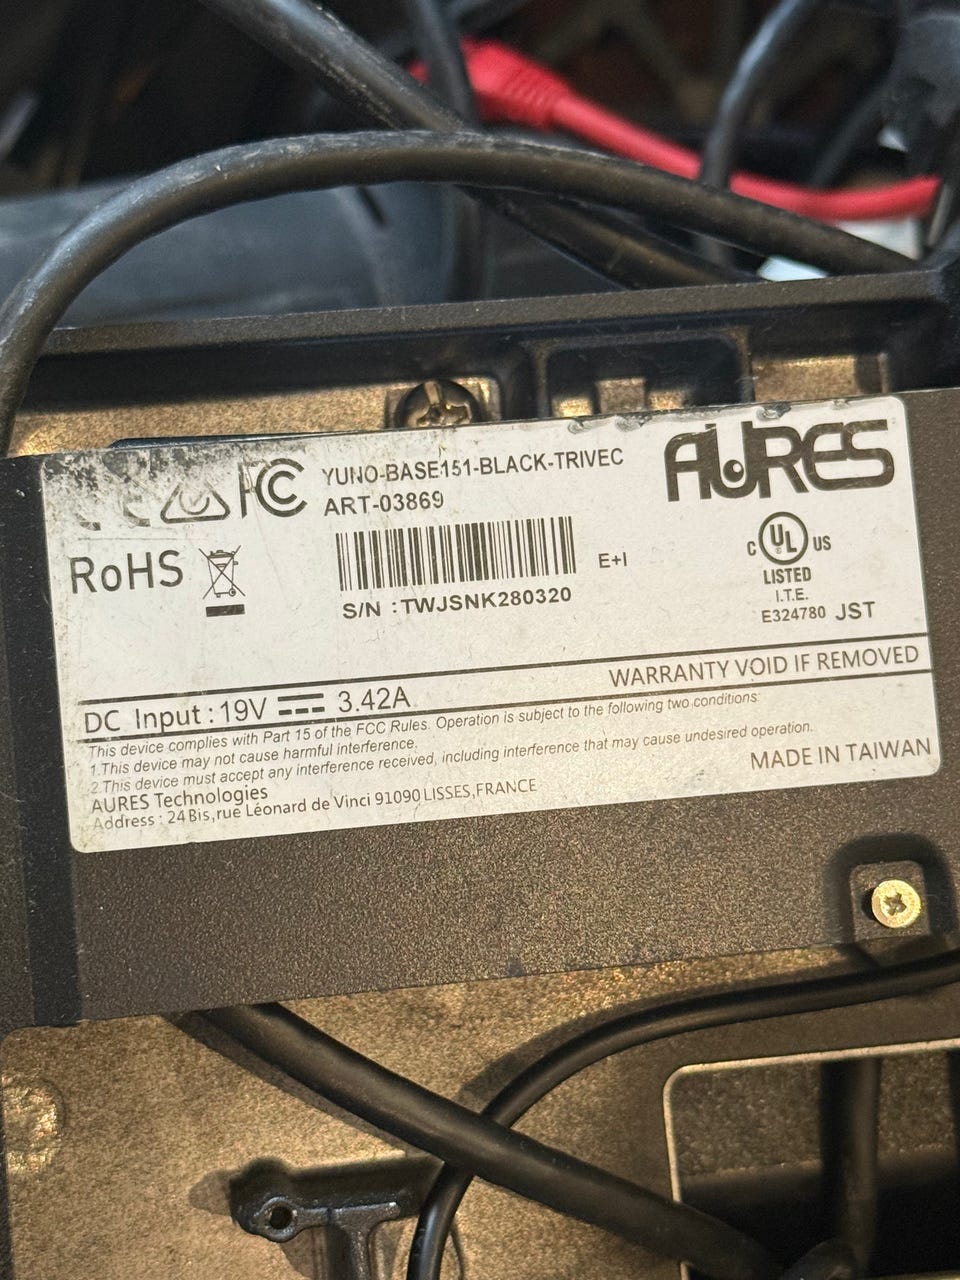 AURES
YUNO-BASE151-BLACK-TRIVEC
ART-03869
FC
RoHS
E+I
S/N :TWJSNK280320
C UL US
LISTED
I.T.E.
E324780 JST
WARRANTY VOID IF REMOVED
DC Input : 19V 3.42A
This device complies with Part 15 of the FCC Rules. Operation is subject to the following two conditions:
1.This device may not cause harmful interference.
2.This device must accept any interference received, including interference that may cause undesired operation.
MADE IN TAIWAN
AURES Technologies
Address : 24Bis,rue Léonard de Vinci 91090 LISSES,FRANCE